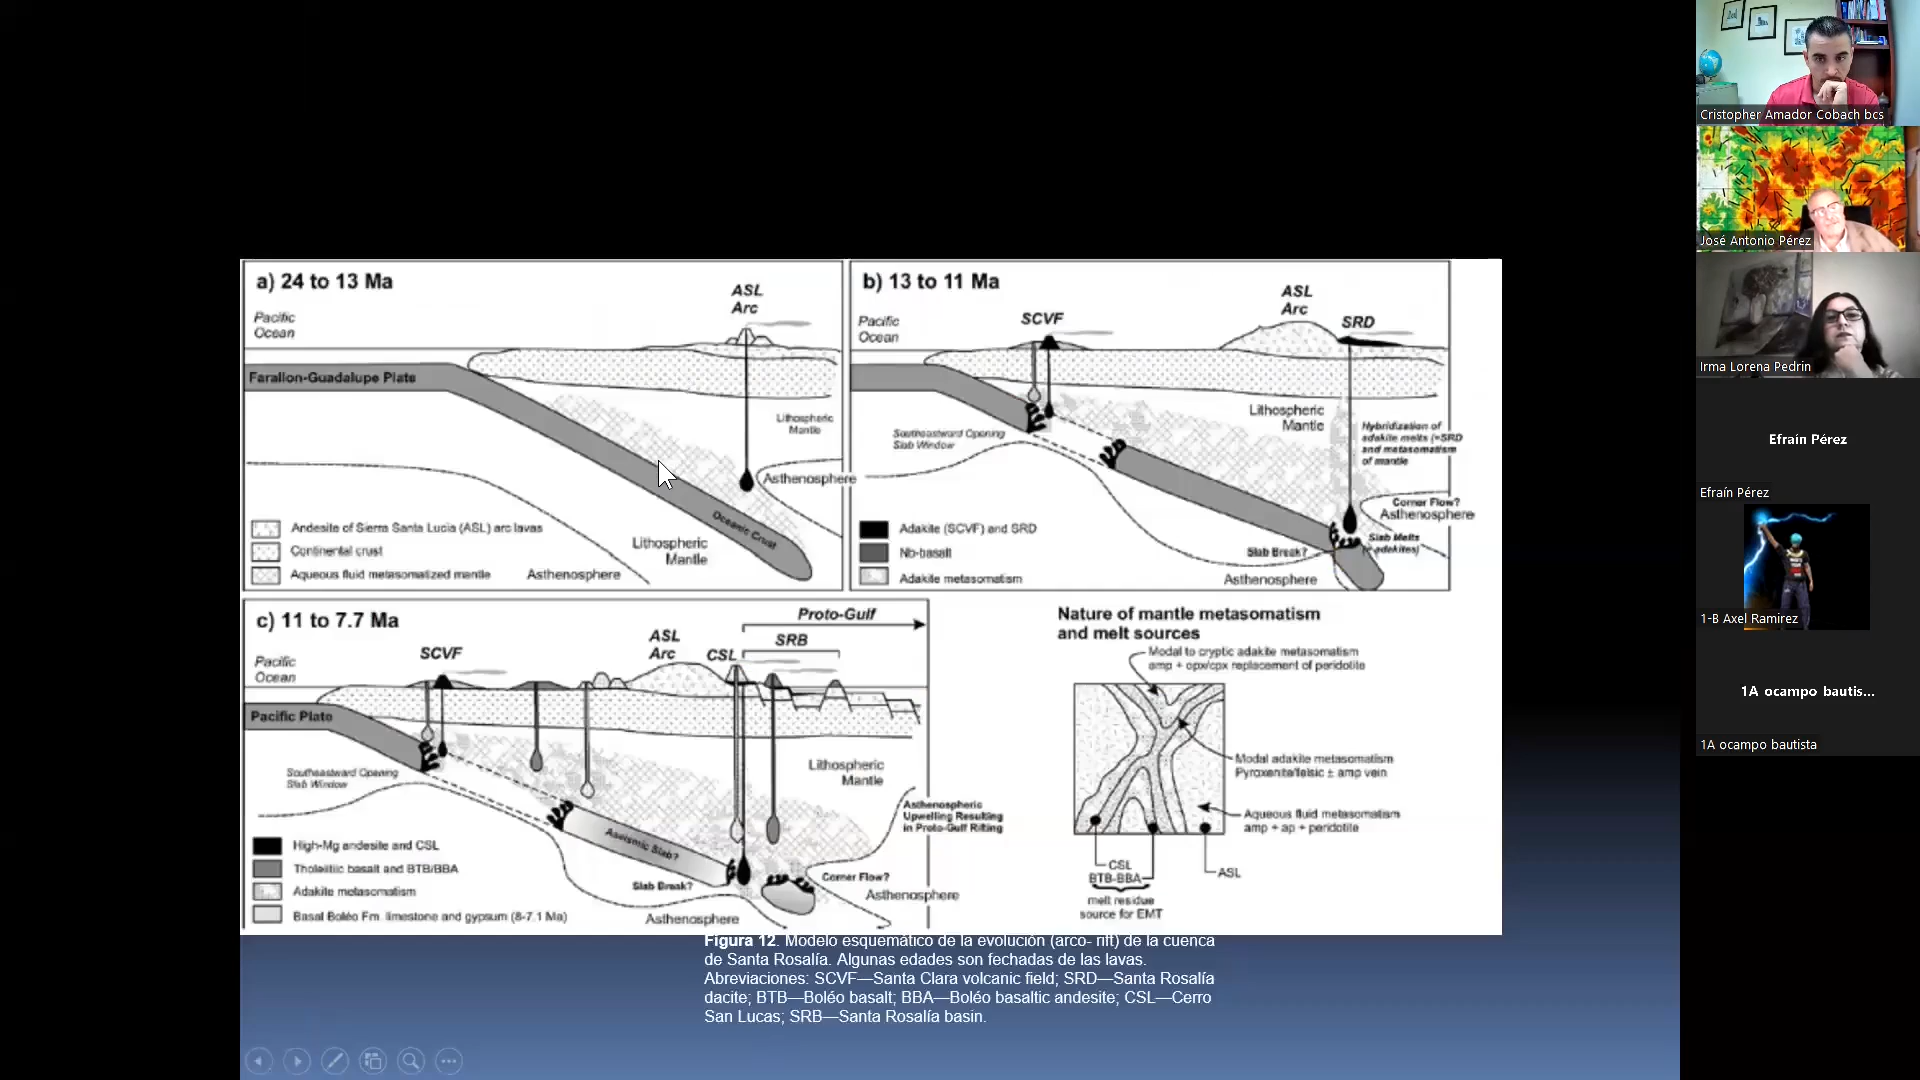 a) 24 to 13 Ma
Pacific
Ocean
ASL
Arc
Farallon-Guadalupe Plate
Lithospheric
Mantle
Asthenosphere
Oceanic Crust
Andesite of Sierra Santa Lucia (ASL) arc lavas
Continental crust
Aqueous fluid metasomatized mantle
Lithospheric
Mantle
Asthenosphere
b) 13 to 11 Ma
Pacific
Ocean
SCVF
ASL
Arc
SRD
Southeastward Opening
Slab Window
Lithospheric
Mantle
Hybridization of
adakite melts (=SRD
and metasomatism
of mantle
Corner Flow?
Asthenosphere
Adakite (SCVF) and SRD
Nb-basalt
Adakite metasomatism
Slab Break?
Slab Melts
adakites)
Asthenosphere
c) 11 to 7.7 Ma
Proto-Gulf
Pacific
Ocean
SCVF
ASL
Arc
CSL
SRB
Pacific Plate
Southeastward Opening
Slab Window
Lithospheric
Mantle
Asthenospheric
Upwelling Resulting
in Proto-Gulf Rifting
Aseismic Slab?
Slab Break?
Corner Flow?
Asthenosphere
Asthenosphere
High-Mg andesite and CSL
Tholeiitic basalt and BTB/BBA
Adakite metasomatism
Basal Boléo Fm. limestone and gypsum (8-7.1 Ma)
Nature of mantle metasomatism
and melt sources
Modal to cryptic adakite metasomatism
amp + opx/cpx replacement of peridotite
Modal adakite metasomatism
Pyroxenite/felsic ± amp vein
Aqueous fluid metasomatism
amp + ap + peridotite
CSL
BTB-BBA
ASL
melt residue
source for EMT
Figura 12. Modelo esquemático de la evolución (arco- rift) de la cuenca
de Santa Rosalía. Algunas edades son fechadas de las lavas.
Abreviaciones: SCVF—Santa Clara volcanic field; SRD—Santa Rosalía
dacite; BTB—Boléo basalt; BBA—Boléo basaltic andesite; CSL—Cerro
San Lucas; SRB—Santa Rosalía basin.
Cristopher Amador Cobach bcs
José Antonio Pérez
Irma Lorena Pedrin
Efraín Pérez
Efraín Pérez
1-B Axel Ramirez
1A ocampo bautis...
1A ocampo bautista